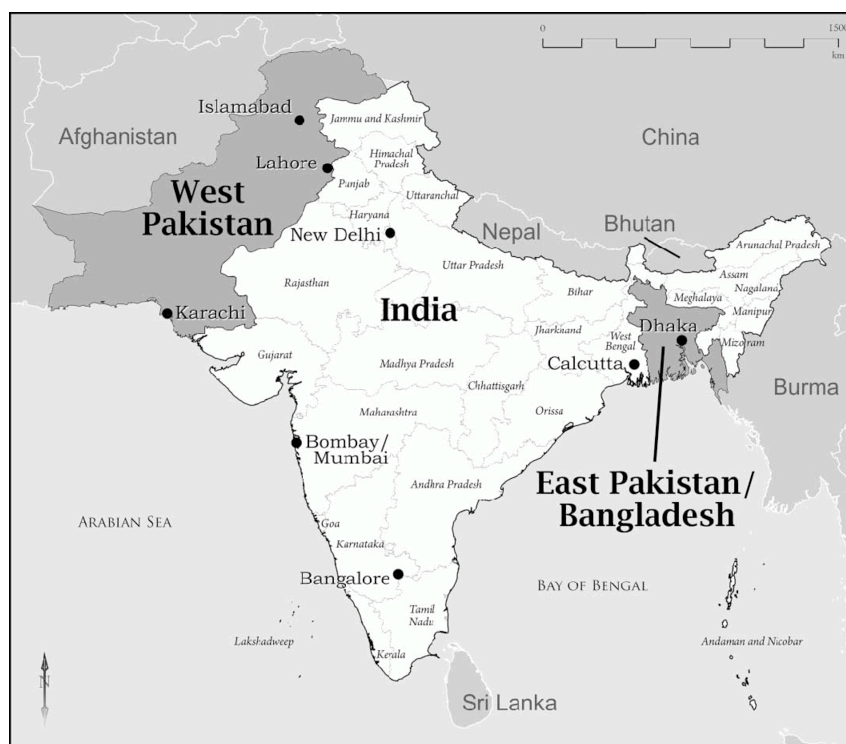 0
1500
km
Islamabad
Jammu and Kashmir
Afghanistan
China
Himachal
Pradesh
Lahore
Punjab
West
Pakistan
Uttaranchal
Haryana
New Delhi
Nepal
Bhutan
Arunachal Pradesh
Uttar Pradesh
Assam
Rajasthan
Bihar
Nagaland
Meghalaya
Karachi
India
Manipur
Jharknand
West
Bengal
Dhaka
Mizoram
Gujarat
Madhya Pradesh
Calcutta
Chhattisgarh
Burma
Maharashtra
Orissa
Bombay/
Mumbai
Andhra Pradesh
East Pakistan/
Bangladesh
Arabian Sea
Goa
Karnataka
Bangalore
Bay of Bengal
Tamil
Nadu
Lakshadweep
Andaman and Nicobar
Kerala
N
Sri Lanka